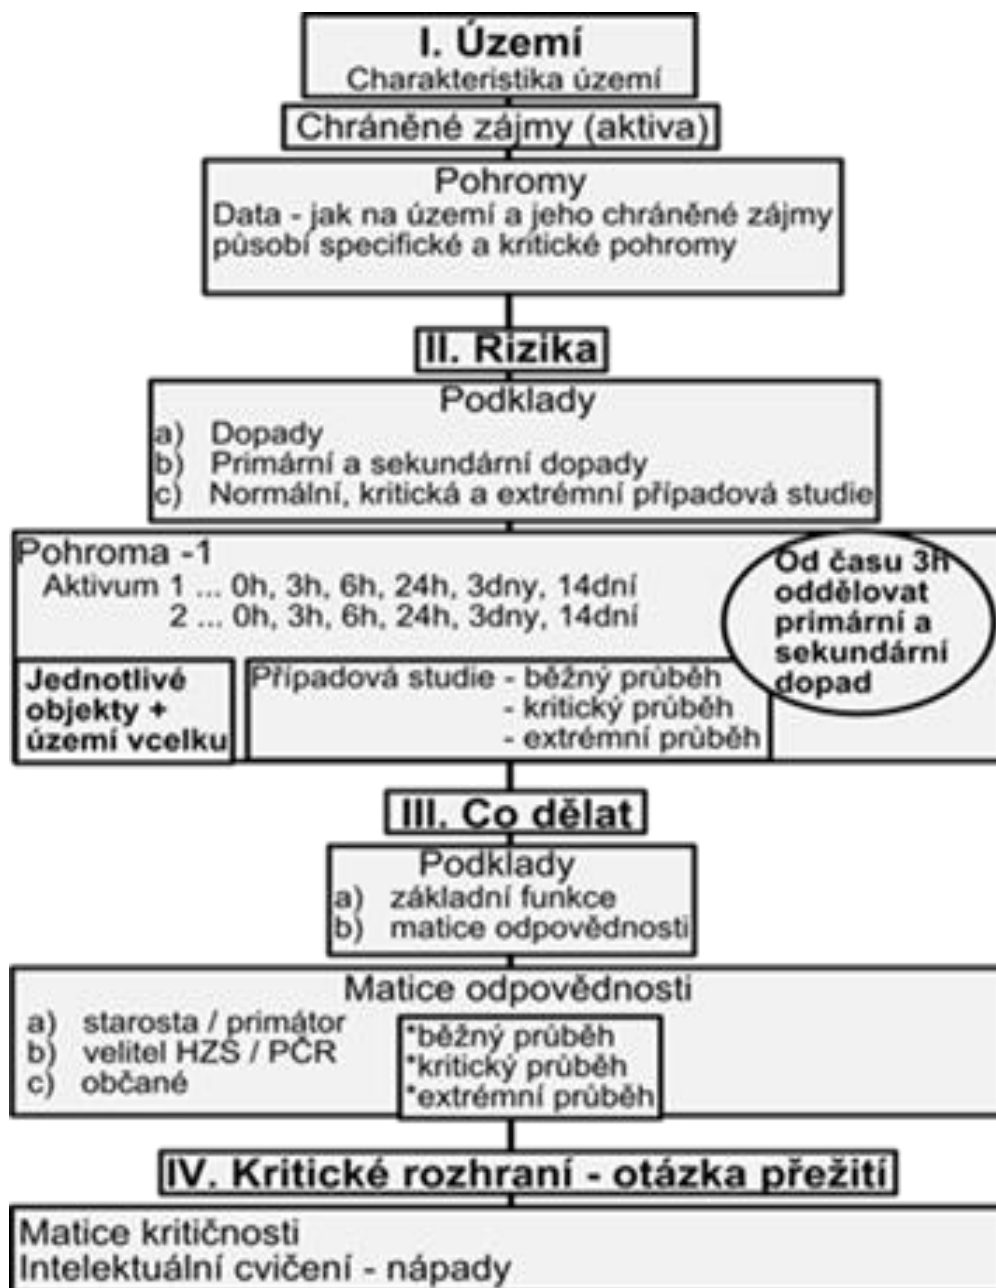 I. Území
Charakteristika území
Chráněné zájmy (aktiva)
Pohromy
Data - jak na území a jeho chráněné zájmy
působí specifické a kritické pohromy
II. Rizika
Podklady
a) Dopady
b) Primární a sekundární dopady
c) Normální, kritická a extrémní případová studie
Pohroma -1
Aktivum 1 ... 0h, 3h, 6h, 24h, 3dny, 14dní
2 ... 0h, 3h, 6h, 24h, 3dny, 14dní
Od času 3h
oddělovat
primární a
sekundární
dopad
Jednotlivé
objekty +
území vcelku
Případová studie - běžný průběh
- kritický průběh
- extrémní průběh
III. Co dělat
Podklady
a) základní funkce
b) matice odpovědnosti
Matice odpovědnosti
a) starosta / primátor
b) velitel HZS / PČR
c) občané
*běžný průběh
*kritický průběh
*extrémní průběh
IV. Kritické rozhraní - otázka přežití
Matice kritičnosti
Intelektuální cvičení - nápady